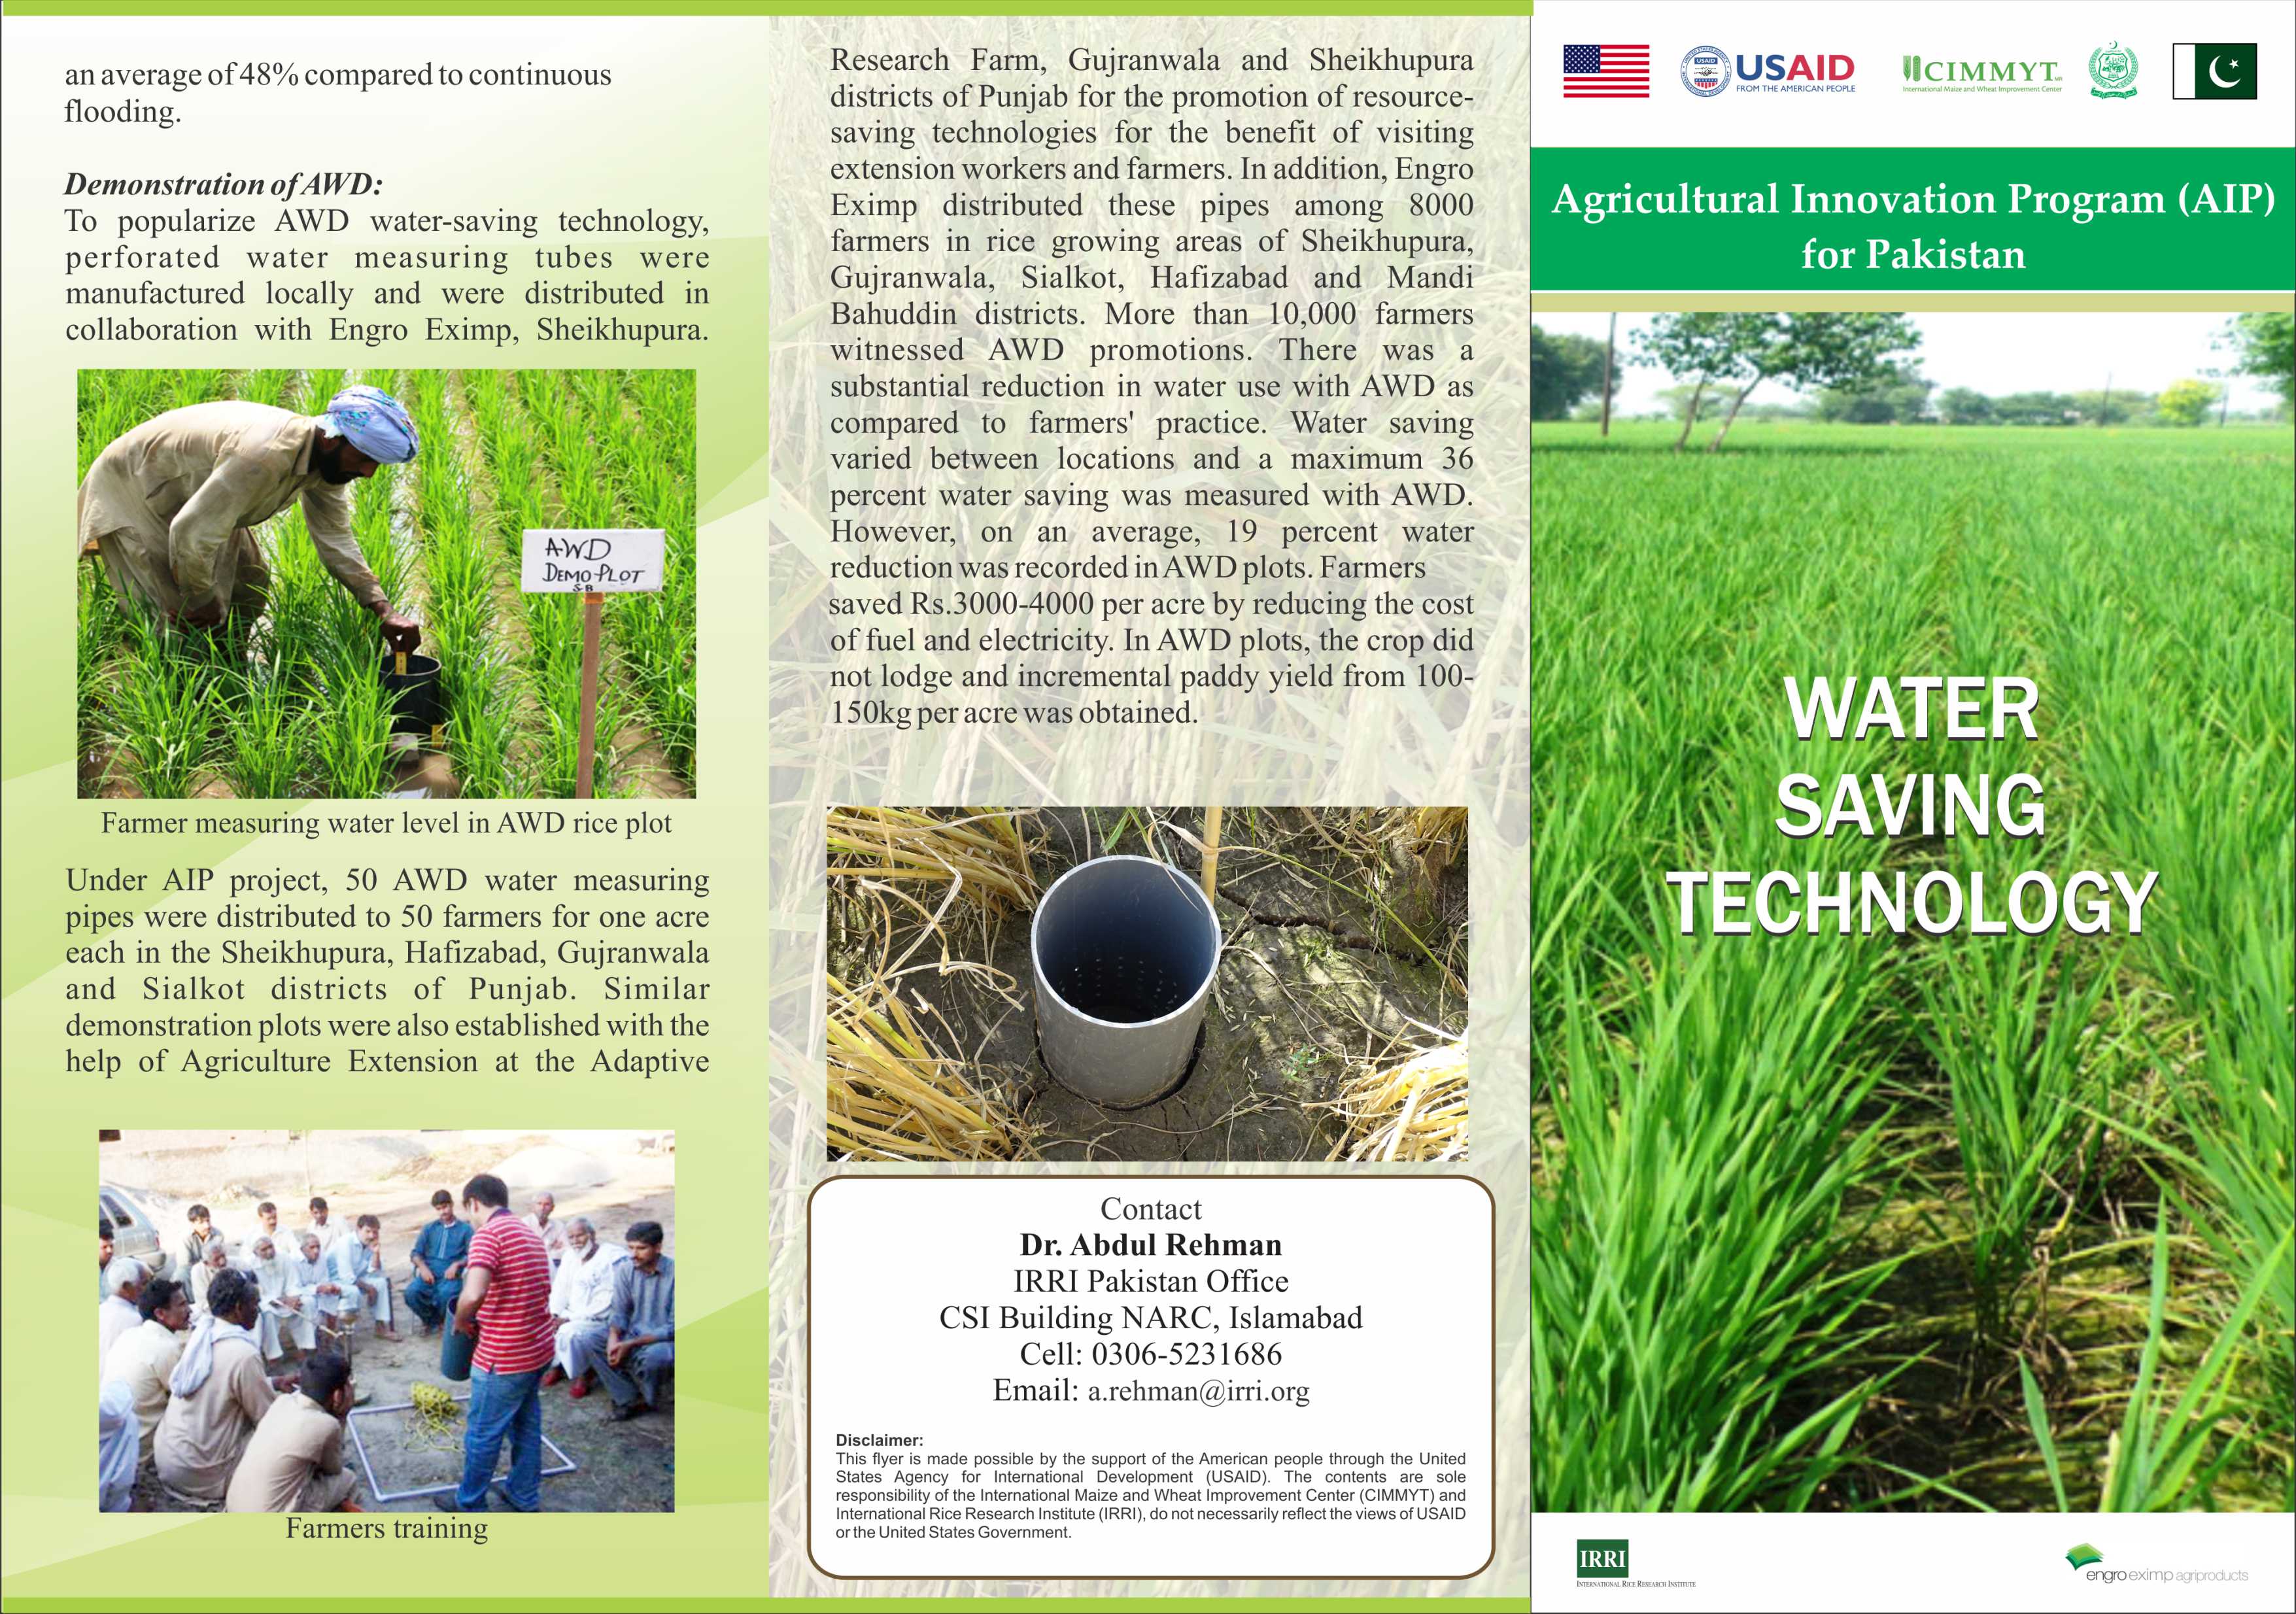 an average of 48% compared to continuous
flooding.
Demonstration of AWD:
To popularize AWD water-saving technology,
perforated water measuring tubes were
manufactured locally and were distributed in
collaboration with Engro Eximp, Sheikhupura.
AWD
DEMO-PLOT
S-B
Farmer measuring water level in AWD rice plot
Under AIP project, 50 AWD water measuring
pipes were distributed to 50 farmers for one acre
each in the Sheikhupura, Hafizabad, Gujranwala
and Sialkot districts of Punjab. Similar
demonstration plots were also established with the
help of Agriculture Extension at the Adaptive
Farmers training
Research Farm, Gujranwala and Sheikhupura
districts of Punjab for the promotion of resource-
saving technologies for the benefit of visiting
extension workers and farmers. In addition, Engro
Eximp distributed these pipes among 8000
farmers in rice growing areas of Sheikhupura,
Gujranwala, Sialkot, Hafizabad and Mandi
Bahuddin districts. More than 10,000 farmers
witnessed AWD promotions. There was a
substantial reduction in water use with AWD as
compared to farmers' practice. Water saving
varied between locations and a maximum 36
percent water saving was measured with AWD.
However, on an average, 19 percent water
reduction was recorded in AWD plots. Farmers
saved Rs.3000-4000 per acre by reducing the cost
of fuel and electricity. In AWD plots, the crop did
not lodge and incremental paddy yield from 100-
150kg per acre was obtained.
Contact
Dr. Abdul Rehman
IRRI Pakistan Office
CSI Building NARC, Islamabad
Cell: 0306-5231686
Email: a.rehman@irri.org
Disclaimer:
This flyer is made possible by the support of the American people through the United
States Agency for International Development (USAID). The contents are sole
responsibility of the International Maize and Wheat Improvement Center (CIMMYT) and
International Rice Research Institute (IRRI), do not necessarily reflect the views of USAID
or the United States Government.
USAID
USAID
FROM THE AMERICAN PEOPLE
CIMMYT
International Maize and Wheat Improvement Center
Agricultural Innovation Program (AIP)
for Pakistan
WATER
SAVING
TECHNOLOGY
IRRI
INTERNATIONAL RICE RESEARCH INSTITUTE
engro eximp agriproducts